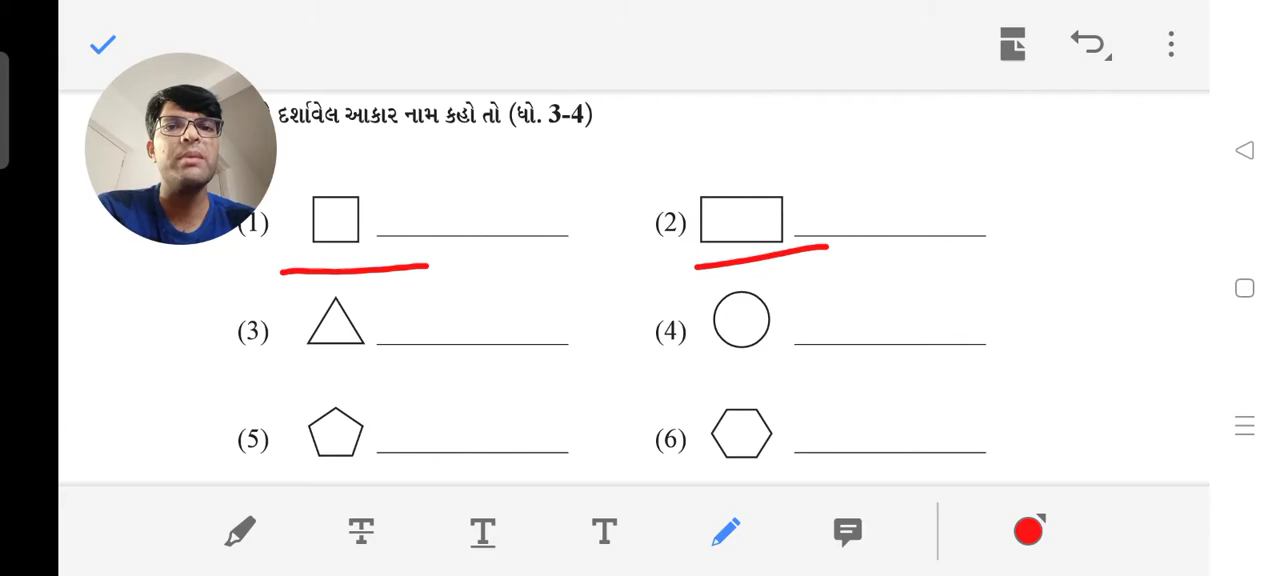 દર્શાવેલ આકાર નામ કહો તો (ધો. 3-4)
(1) (2)
(3) (4)
(5) (6)
T T T